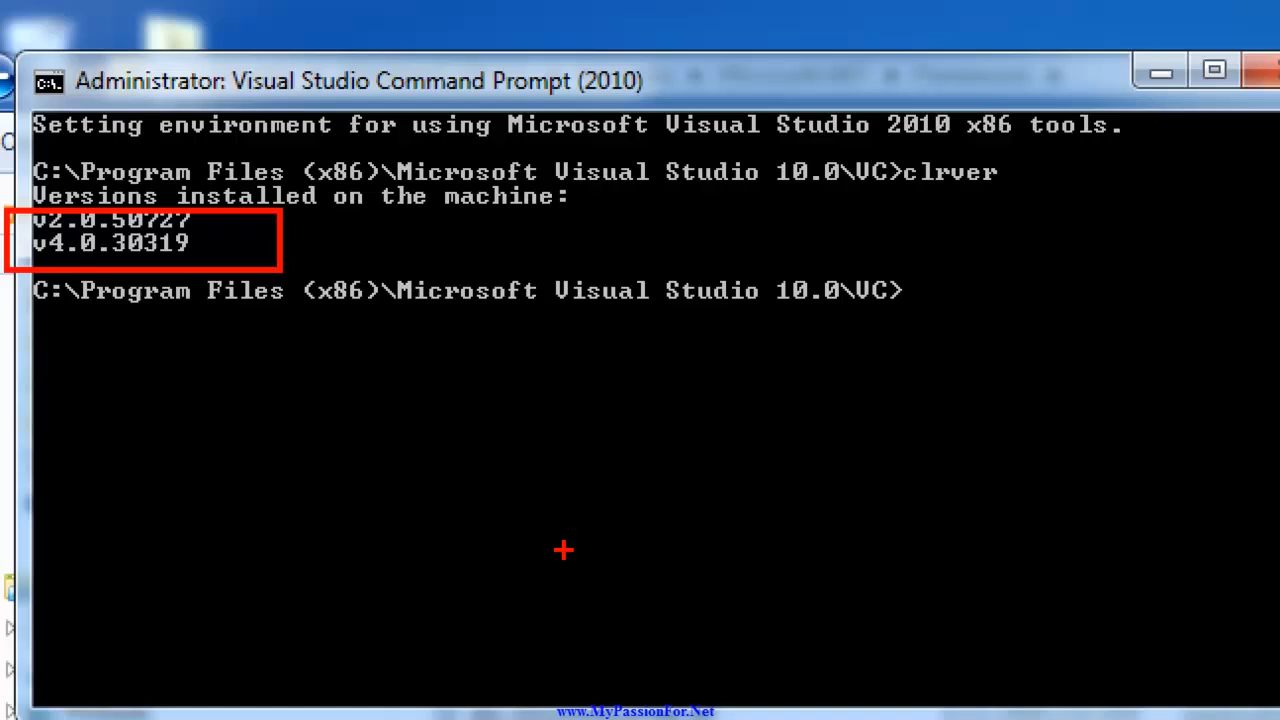 Administrator: Visual Studio Command Prompt (2010)
Setting environment for using Microsoft Visual Studio 2010 x86 tools.
C:\Program Files (x86)\Microsoft Visual Studio 10.0\VC>clrver
Versions installed on the machine:
v2.0.50727
v4.0.30319
C:\Program Files (x86)\Microsoft Visual Studio 10.0\VC>
www.MyPassionFor.Net